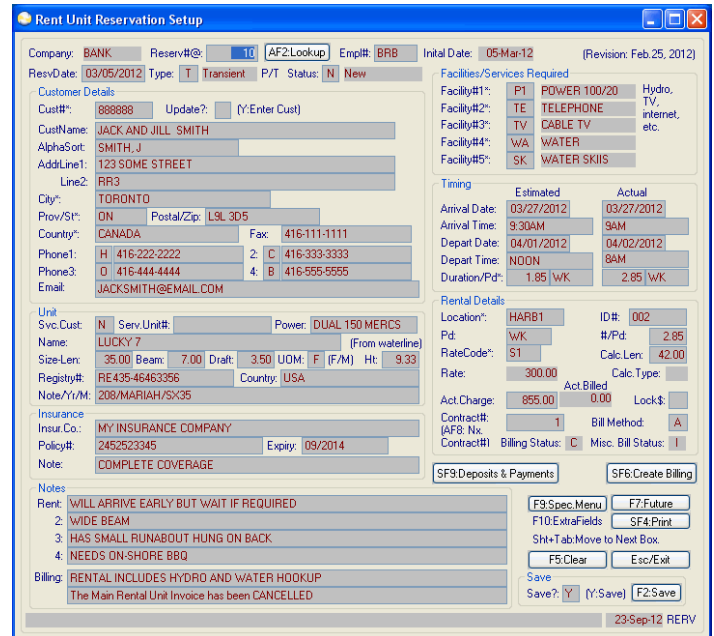 Rent Unit Reservation Setup
Company: BANK Reserv#@: 10 AF2:Lookup Empl#: BRB Inital Date: 05-Mar-12 (Revision: Feb.25, 2012)
ResvDate: 03/05/2012 Type: T Transient P/T Status: N New
Customer Details
Cust#*: 888888 Update?: (Y:Enter Cust)
CustName: JACK AND JILL SMITH
AlphaSort: SMITH, J
AddrLine1: 123 SOME STREET
Line2: RR3
City*: TORONTO
Prov/St*: ON Postal/Zip: L9L 3D5
Country*: CANADA Fax: 416-111-1111
Phone1: H 416-222-2222 2: C 416-333-3333
Phone3: O 416-444-4444 4: B 416-555-5555
Email: JACKSMITH@EMAIL.COM
Facilities/Services Required
Facility#1*: P1 POWER 100/20 Hydro,
Facility#2*: TE TELEPHONE TV,
Facility#3*: TV CABLE TV internet,
Facility#4*: WA WATER etc.
Facility#5*: SK WATER SKIIS
Timing
Estimated Actual
Arrival Date: 03/27/2012 03/27/2012
Arrival Time: 9:30AM 9AM
Depart Date: 04/01/2012 04/02/2012
Depart Time: NOON 8AM
Duration/Pd*: 1.85 WK 2.85 WK
Unit
Svc.Cust: N Serv.Unit#: Power: DUAL 150 MERCS
Name: LUCKY 7 (From waterline)
Size-Len: 35.00 Beam: 7.00 Draft: 3.50 UOM: F (F/M) Ht: 9.33
Registry#: RE435-46463356 Country: USA
Note/Yr/M: 208/MARIAH/SX35
Rental Details
Location*: HARB1 ID#: 002
Pd: WK #/Pd: 2.85
RateCode*: S1 Calc.Len: 42.00
Rate: 300.00 Calc.Type:
Act.Billed
Act.Charge: 855.00 0.00 Lock$:
Contract#: 1 Bill Method: A
(AF8: Nx.
Contract#) Billing Status: C Misc. Bill Status: I
Insurance
Insur.Co.: MY INSURANCE COMPANY
Policy#: 2452523345 Expiry: 09/2014
Note: COMPLETE COVERAGE
SF9:Deposits & Payments SF6:Create Billing
Notes
Rent: WILL ARRIVE EARLY BUT WAIT IF REQUIRED
2: WIDE BEAM
3: HAS SMALL RUNABOUT HUNG ON BACK
4: NEEDS ON-SHORE BBQ
Billing: RENTAL INCLUDES HYDRO AND WATER HOOKUP
The Main Rental Unit Invoice has been CANCELLED
F9:Spec.Menu F7:Future
F10:ExtraFields SF4:Print
Sht+Tab:Move to Next Box.
F5:Clear Esc/Exit
Save
Save?: Y (Y:Save) F2:Save
23-Sep-12 RERV